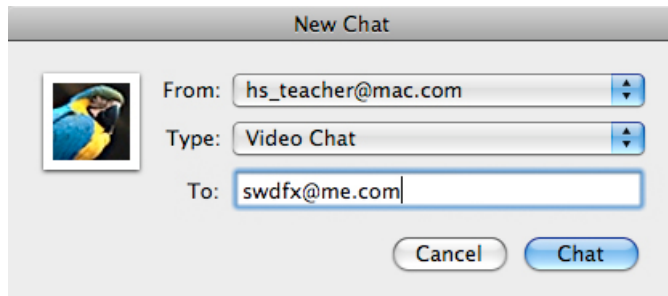 New Chat
From: hs_teacher@mac.com
Type: Video Chat
To: swdfx@me.com
Cancel Chat